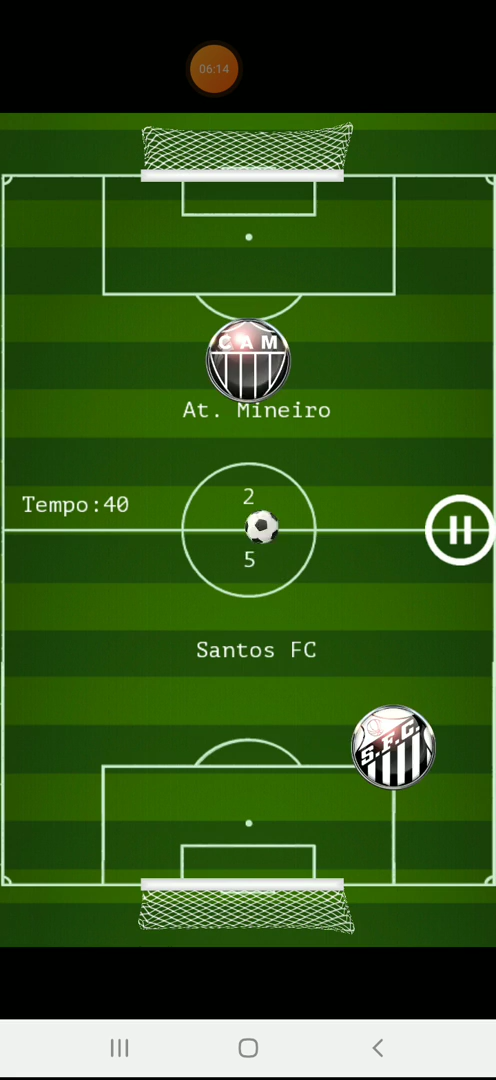 06:14
C A M
At. Mineiro
2
Tempo:40
5
Santos FC
S.F.C.